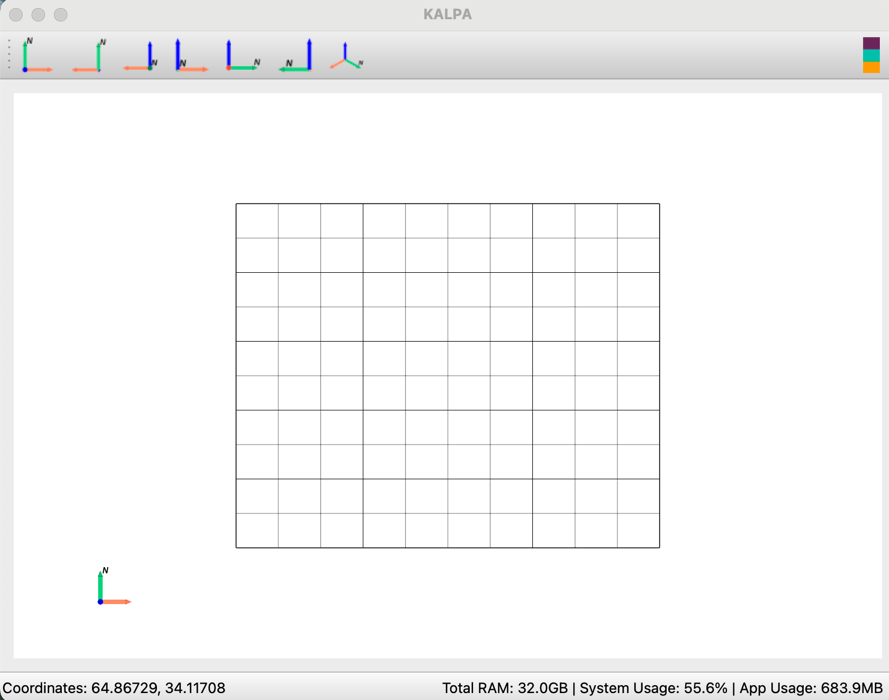 KALPA
N
N
N
N
N
N
N
N
Coordinates: 64.86729, 34.11708
Total RAM: 32.0GB | System Usage: 55.6% | App Usage: 683.9MB